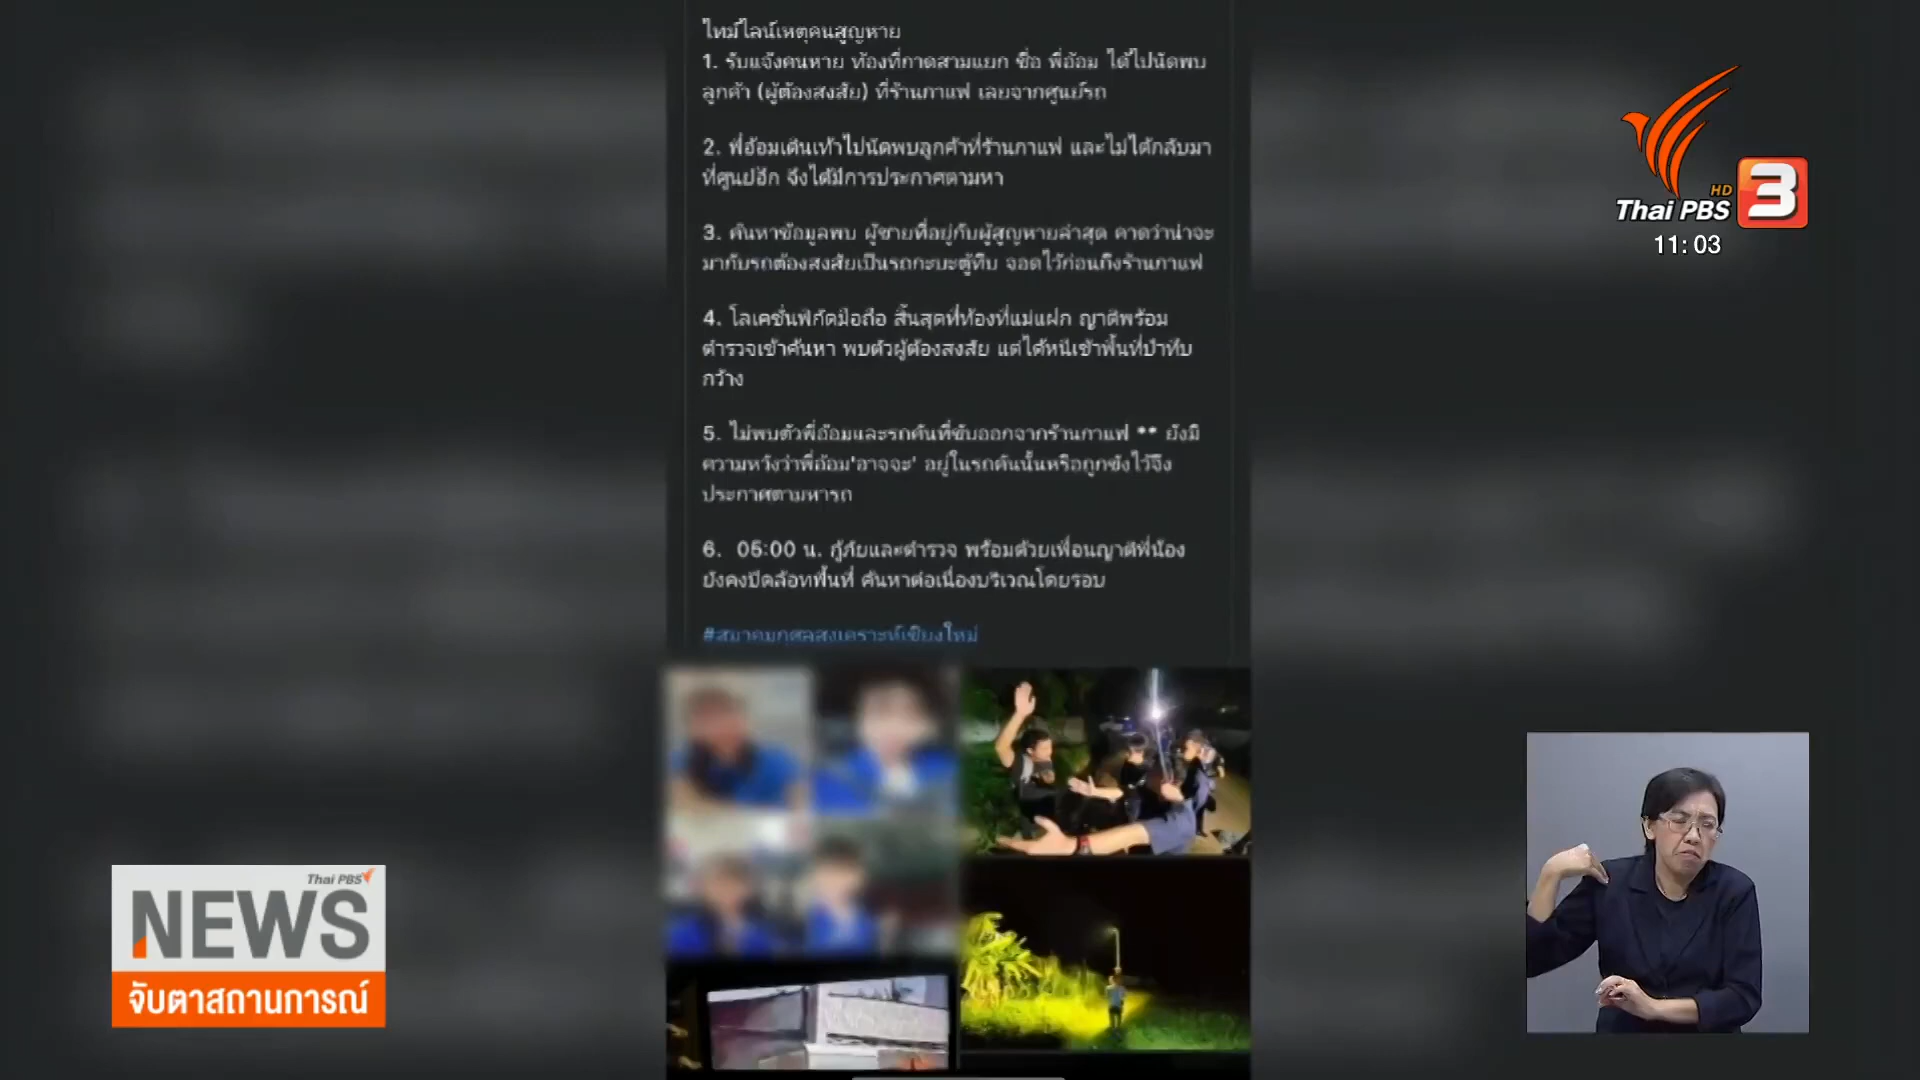 ไทม์ไลน์เหตุคนสูญหาย
1. รับแจ้งคนหาย ท้องที่กาดสามแยก ชื่อ พี่อ้อม ได้ไปนัดพบ
ลูกค้า (ผู้ต้องสงสัย) ที่ร้านกาแฟ เลยจากศูนย์รถ
2. พี่อ้อมเดินเท้าไปนัดพบลูกค้าที่ร้านกาแฟ และไม่ได้กลับมา
ที่ศูนย์อีก จึงได้มีการประกาศตามหา
3. ค้นหาข้อมูลพบ ผู้ชายที่อยู่กับผู้สูญหายล่าสุด คาดว่าน่าจะ
มากับรถต้องสงสัยเป็นรถกะบะตู้ทึบ จอดไว้ก่อนถึงร้านกาแฟ
4. โลเคชั่นพิกัดมือถือ สิ้นสุดที่ท้องที่แม่แฝก ญาติพร้อม
ตำรวจเข้าค้นหา พบตัวผู้ต้องสงสัย แต่ได้หนีเข้าพื้นที่ป่าทึบ
กว้าง
5. ไม่พบตัวพี่อ้อมและรถคันที่ขับออกจากร้านกาแฟ ** ยังมี
ความหวังว่าพี่อ้อม'อาจจะ' อยู่ในรถคันนั้นหรือถูกขังไว้จึง
ประกาศตามหารถ
6. 05:00 น. กู้ภัยและตำรวจ พร้อมด้วยเพื่อนญาติพี่น้อง
ยังคงปิดล้อทพื้นที่ ค้นหาต่อเนื่องบริเวณโดยรอบ
#สมาคมกุศลสงเคราะห์เชียงใหม่
Thai PBS HD 3
11:03
Thai PBS
NEWS
จับตาสถานการณ์